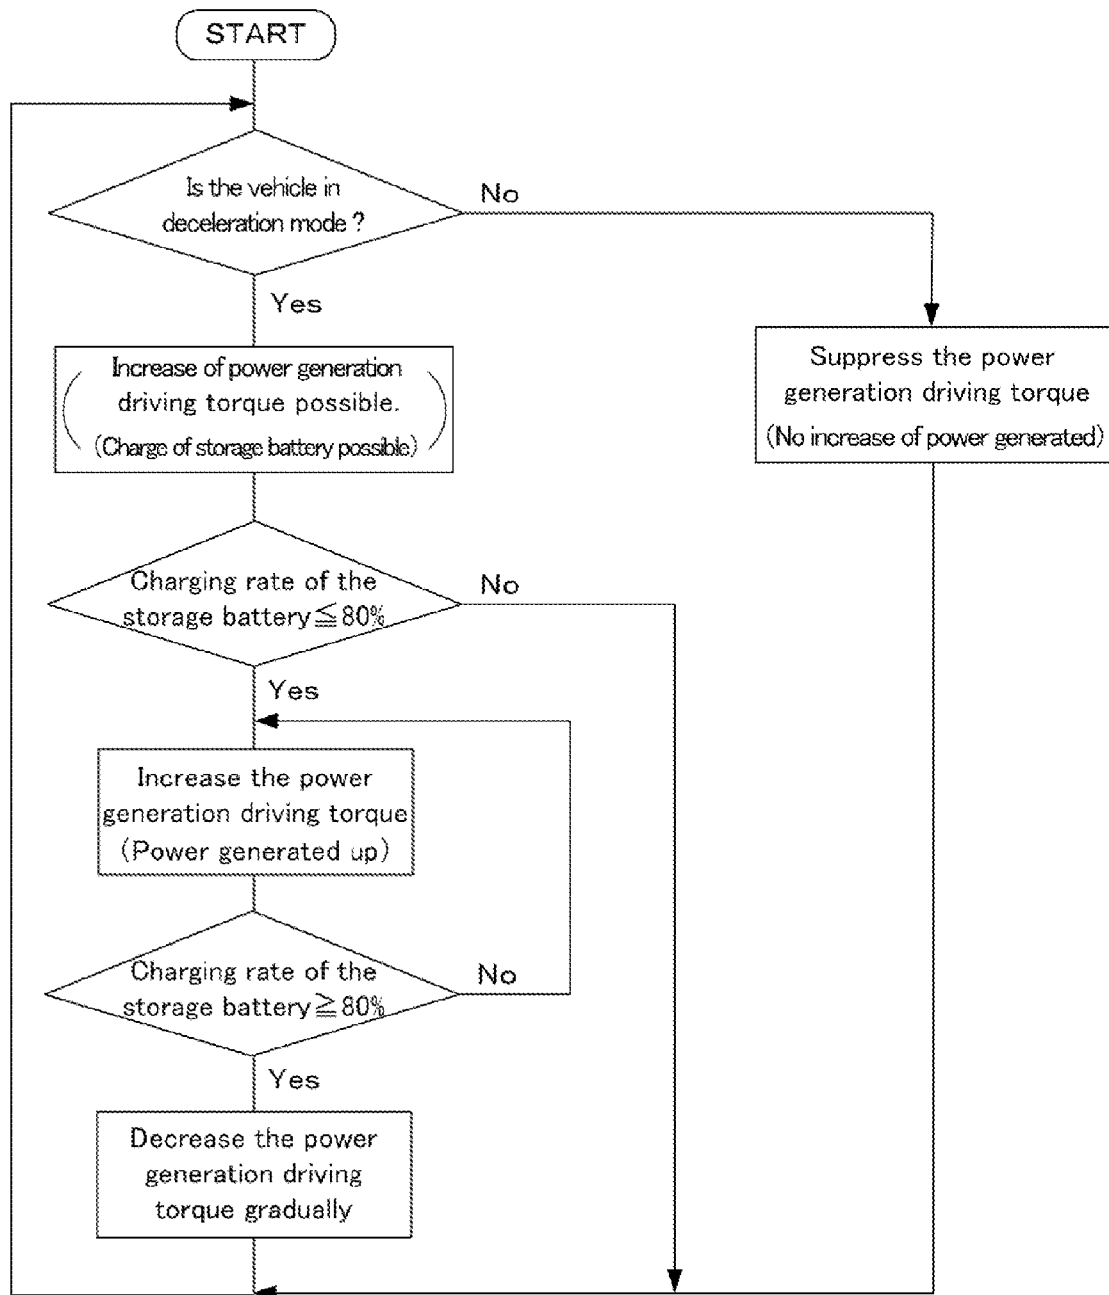 START
Is the vehicle in
deceleration mode ?
No
Yes
Increase of power generation
driving torque possible.
(Charge of storage battery possible)
Suppress the power
generation driving torque
(No increase of power generated)
Charging rate of the
storage battery≦80%
No
Yes
Increase the power
generation driving torque
(Power generated up)
Charging rate of the
storage battery≧80%
No
Yes
Decrease the power
generation driving
torque gradually